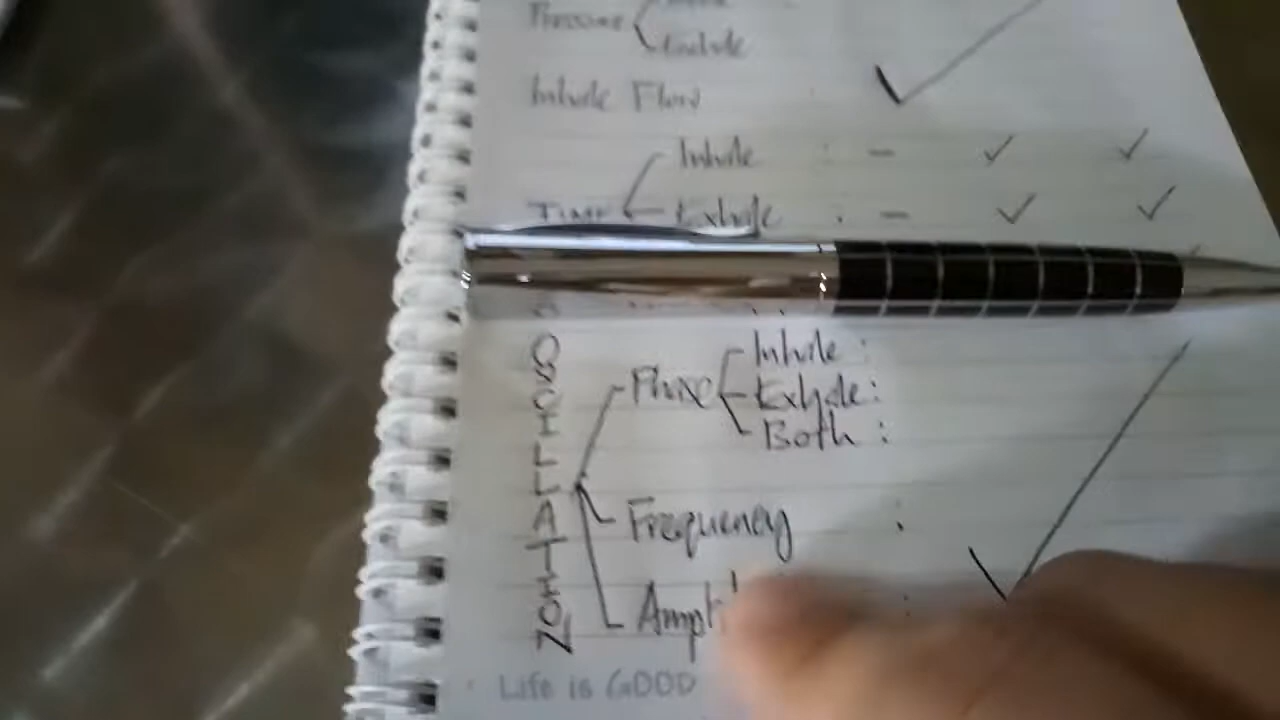 Pressure
Exhale
Inhale Flow
Inhale : - ✓ ✓
Time Exhale : - ✓ ✓
OSCILLATION
Phase Inhale :
Exhale :
Both :
Frequency :
Life is GOOD